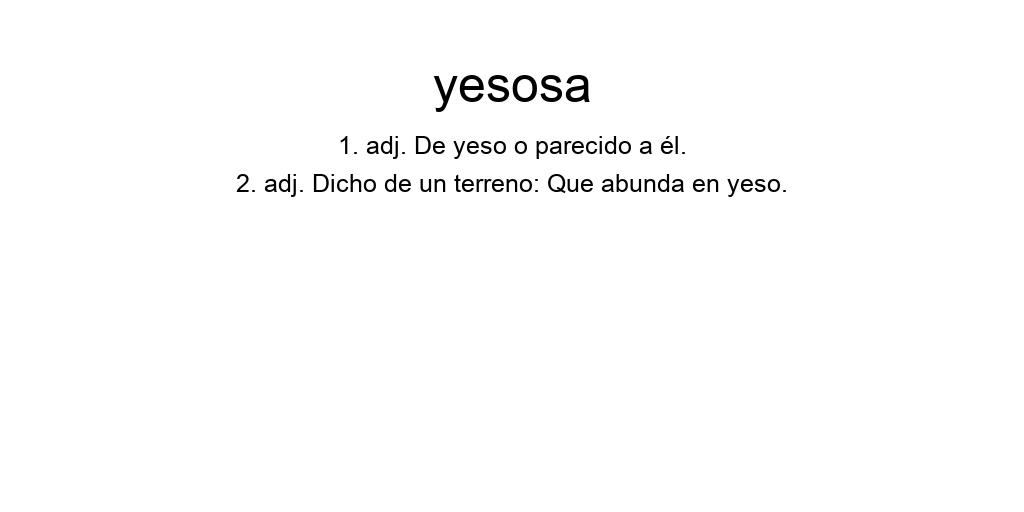 yesosa
1. adj. De yeso o parecido a él.
2. adj. Dicho de un terreno: Que abunda en yeso.